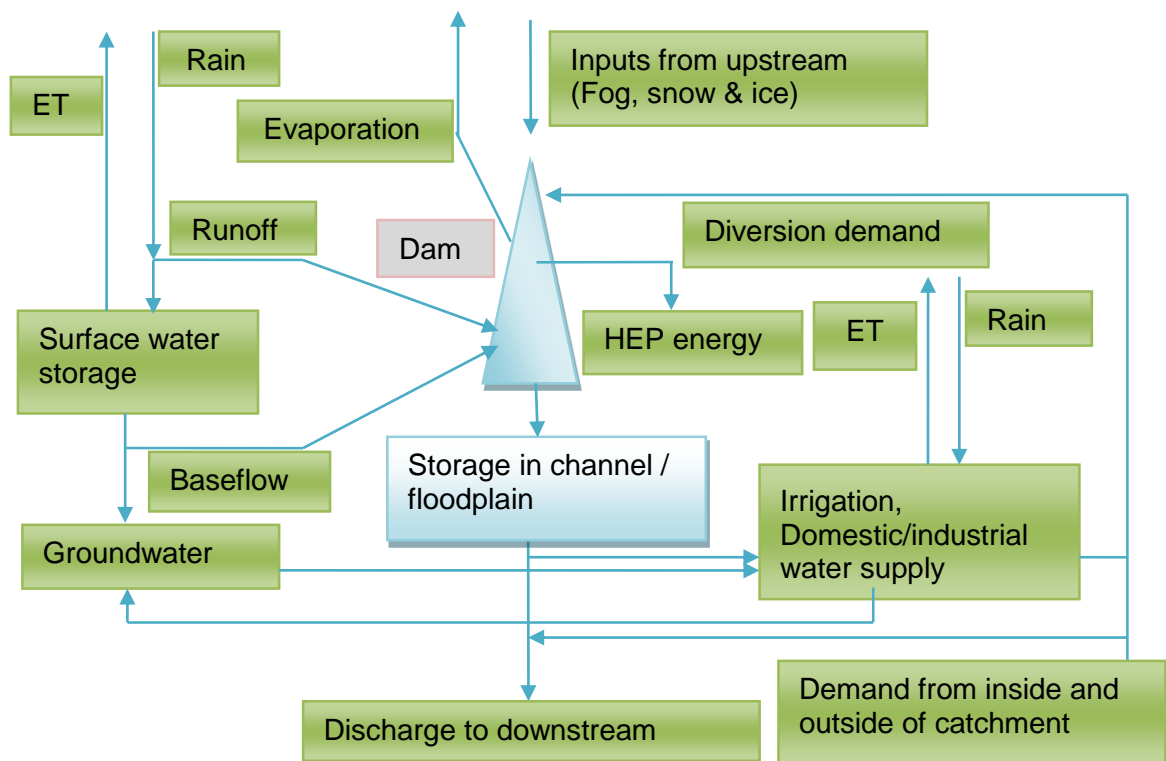 Rain
Inputs from upstream
(Fog, snow & ice)
ET
Evaporation
Runoff
Dam
Diversion demand
Surface water
storage
HEP energy
ET
Rain
Storage in channel /
floodplain
Baseflow
Irrigation,
Domestic/industrial
water supply
Groundwater
Demand from inside and
outside of catchment
Discharge to downstream